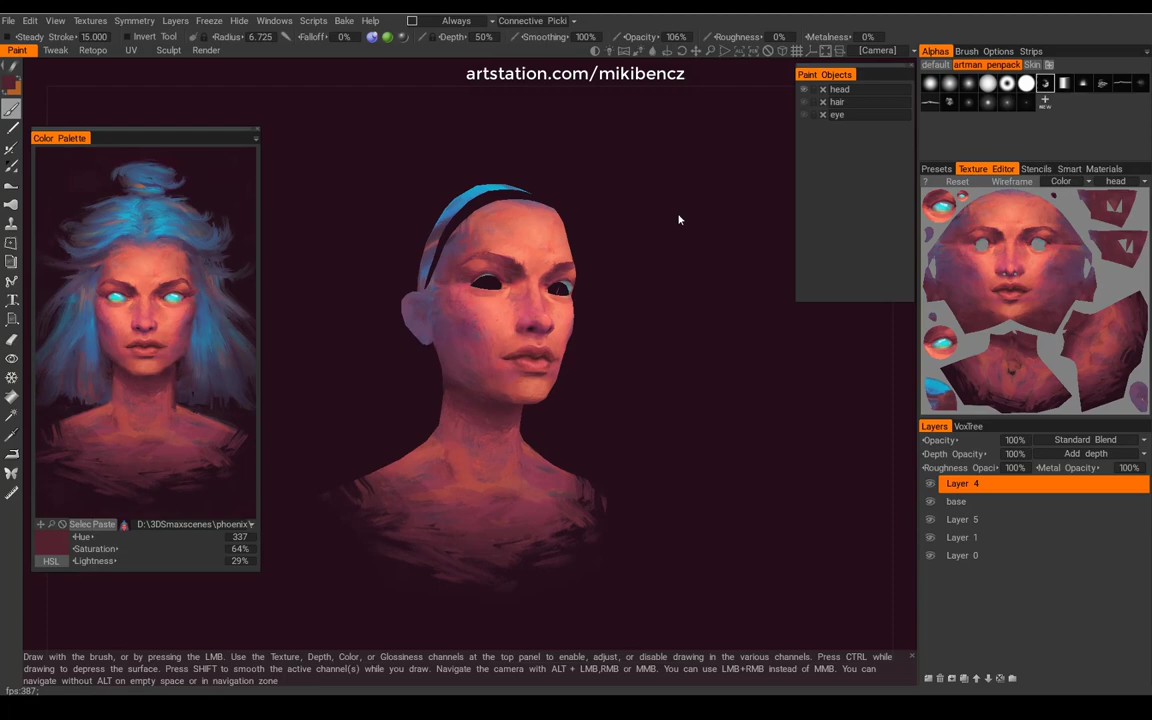 File Edit View Textures Symmetry Layers Freeze Hide Windows Scripts Bake Help Always Connective Picki
Steady Stroke 15.000 Invert Tool Radius 6.725 Falloff? 0% Depth? 50% Smoothing? 100% Opacity? 106% Roughness? 0% Metalness? 0%
Paint Tweak Retopo UV Sculpt Render [Camera]
artstation.com/mikibencz
Alphas Brush Options Strips
default artman penpack Skin
NEW
Paint Objects
head
hair
eye
Color Palette
Selec Paste D:\3DSmaxscenes\phoenix\
Hue 337
Saturation 64%
HSL Lightness 29%
Presets Texture Editor Stencils Smart Materials
? Reset Wireframe Color head
Layers VoxTree
Opacity 100% Standard Blend
Depth Opacity 100% Add depth
Roughness Opaci 100% Metal Opacity 100%
Layer 4
base
Layer 5
Layer 1
Layer 0
Draw with the brush, or by pressing the LMB. Use the Texture, Depth, Color, or Glossiness channels at the top panel to enable, adjust, or disable drawing in the various channels. Press CTRL while
drawing to depress the surface. Press SHIFT to smooth the active channel(s) while you draw. Navigate the camera with ALT + LMB,RMB or MMB. You can use LMB+RMB instead of MMB. You can
navigate without ALT on empty space or in navigation zone
fps:387;